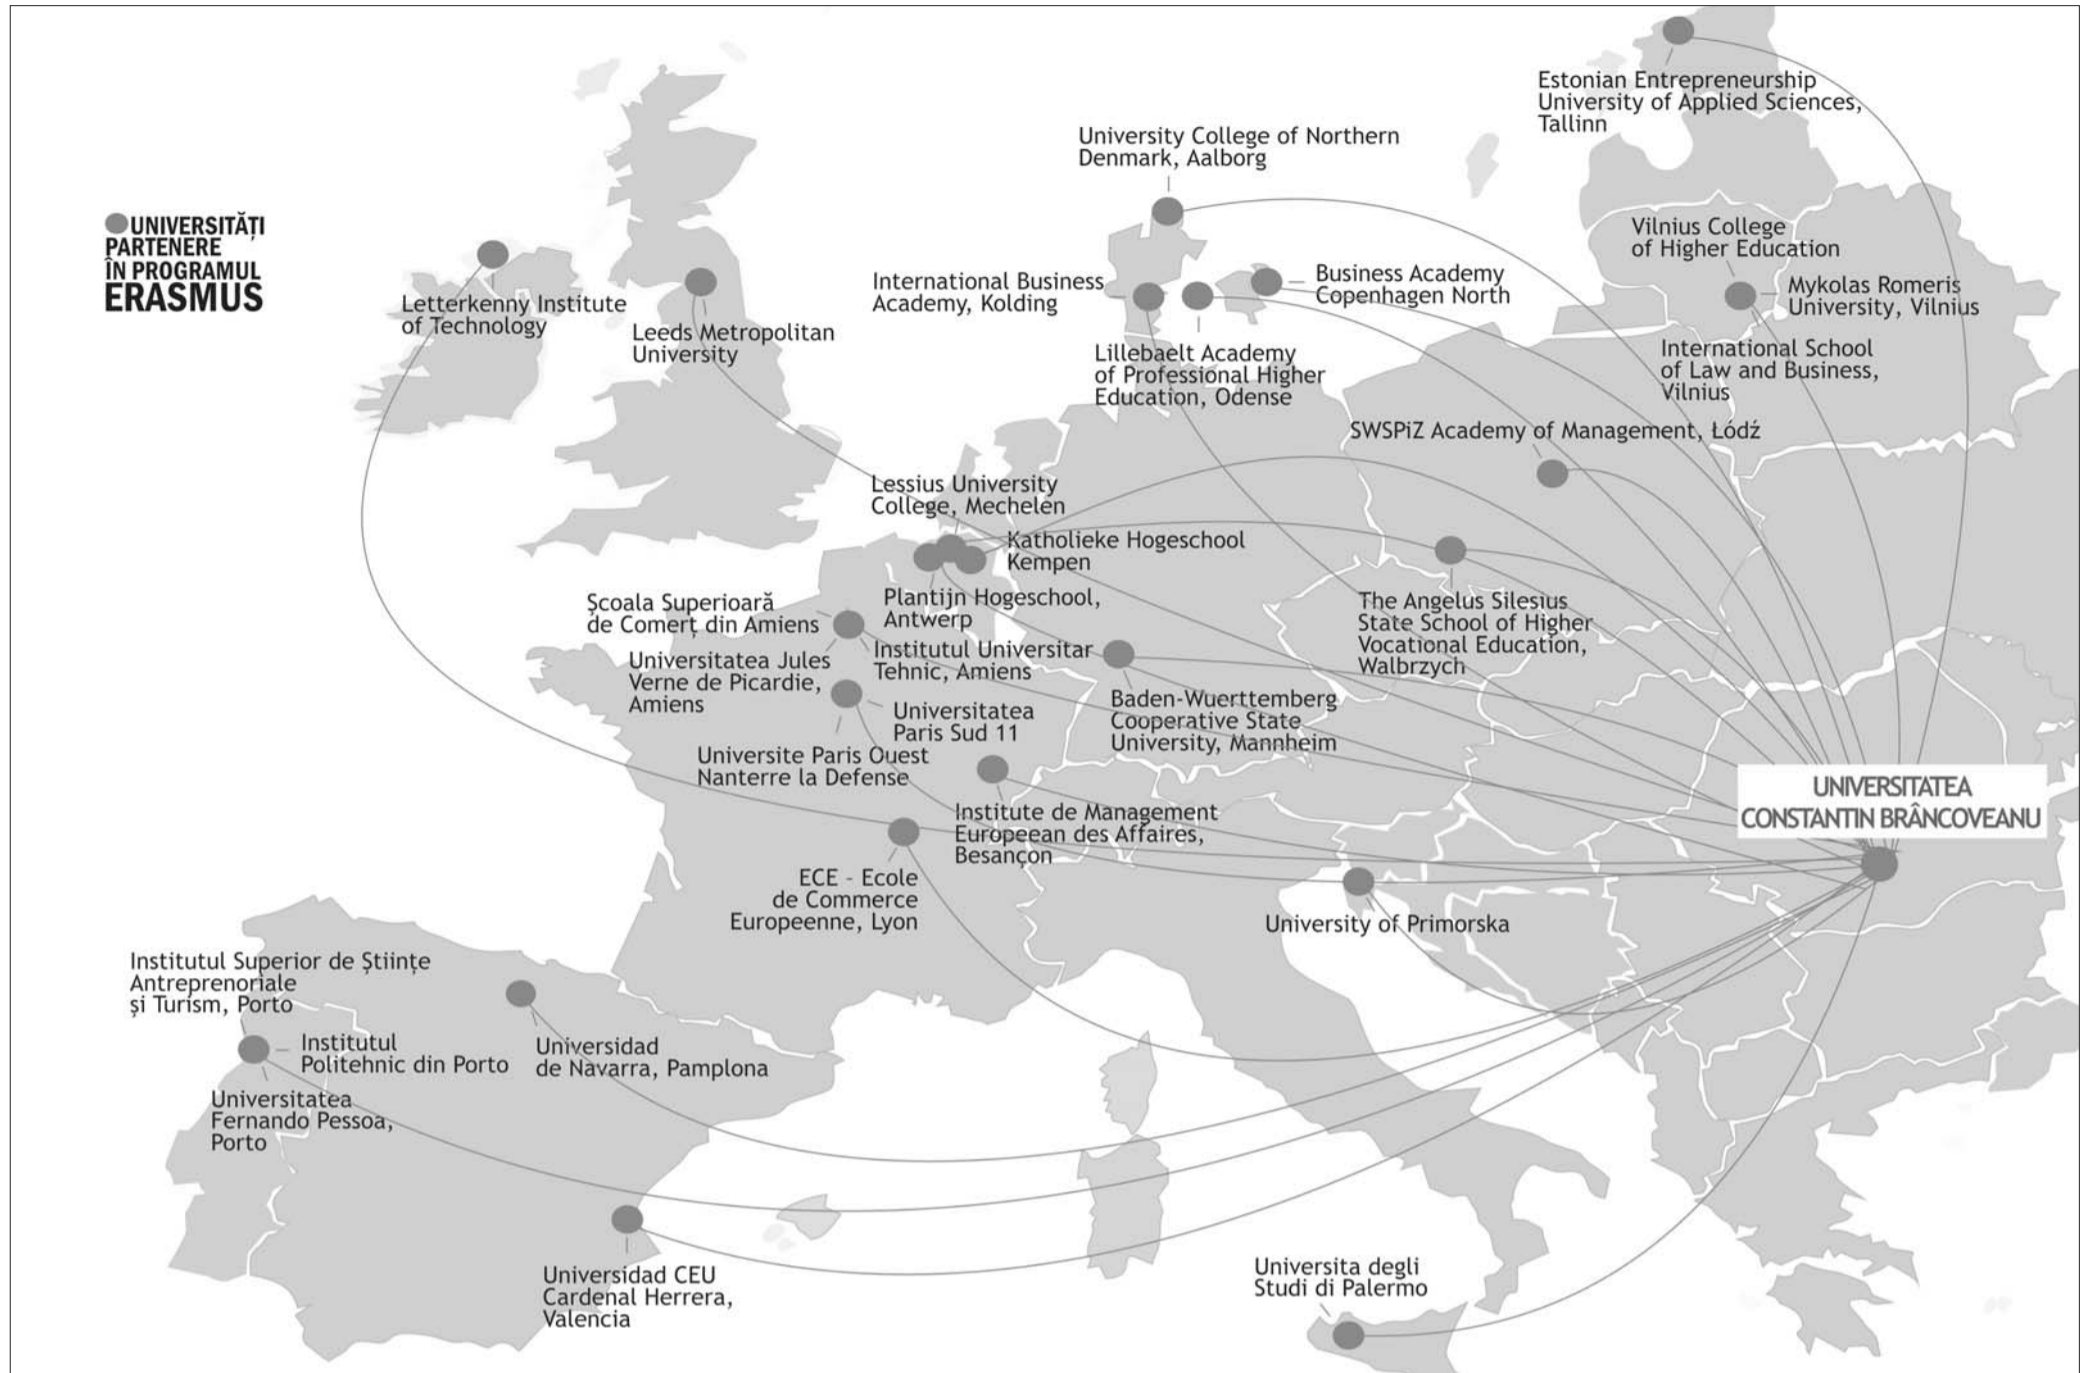 UNIVERSITĂȚI
PARTENERE
ÎN PROGRAMUL
ERASMUS
Estonian Entrepreneurship
University of Applied Sciences,
Tallinn
University College of Northern
Denmark, Aalborg
Vilnius College
of Higher Education
Mykolas Romeris
University, Vilnius
International School
of Law and Business,
Vilnius
International Business
Academy, Kolding
Business Academy
Copenhagen North
Lillebaelt Academy
of Professional Higher
Education, Odense
Letterkenny Institute
of Technology
Leeds Metropolitan
University
SWSPiZ Academy of Management, Łódź
Lessius University
College, Mechelen
Katholieke Hogeschool
Kempen
Plantijn Hogeschool,
Antwerp
Școala Superioară
de Comerț din Amiens
Institutul Universitar
Tehnic, Amiens
Universitatea Jules
Verne de Picardie,
Amiens
The Angelus Silesius
State School of Higher
Vocational Education,
Walbrzych
Baden-Wuerttemberg
Cooperative State
University, Mannheim
Universitatea
Paris Sud 11
Universite Paris Ouest
Nanterre la Defense
Institute de Management
Europeean des Affaires,
Besançon
UNIVERSITATEA
CONSTANTIN BRÂNCOVEANU
ECE - Ecole
de Commerce
Europeenne, Lyon
University of Primorska
Institutul Superior de Științe
Antreprenoriale
și Turism, Porto
Institutul
Politehnic din Porto
Universitatea
Fernando Pessoa,
Porto
Universidad
de Navarra, Pamplona
Universidad CEU
Cardenal Herrera,
Valencia
Universita degli
Studi di Palermo